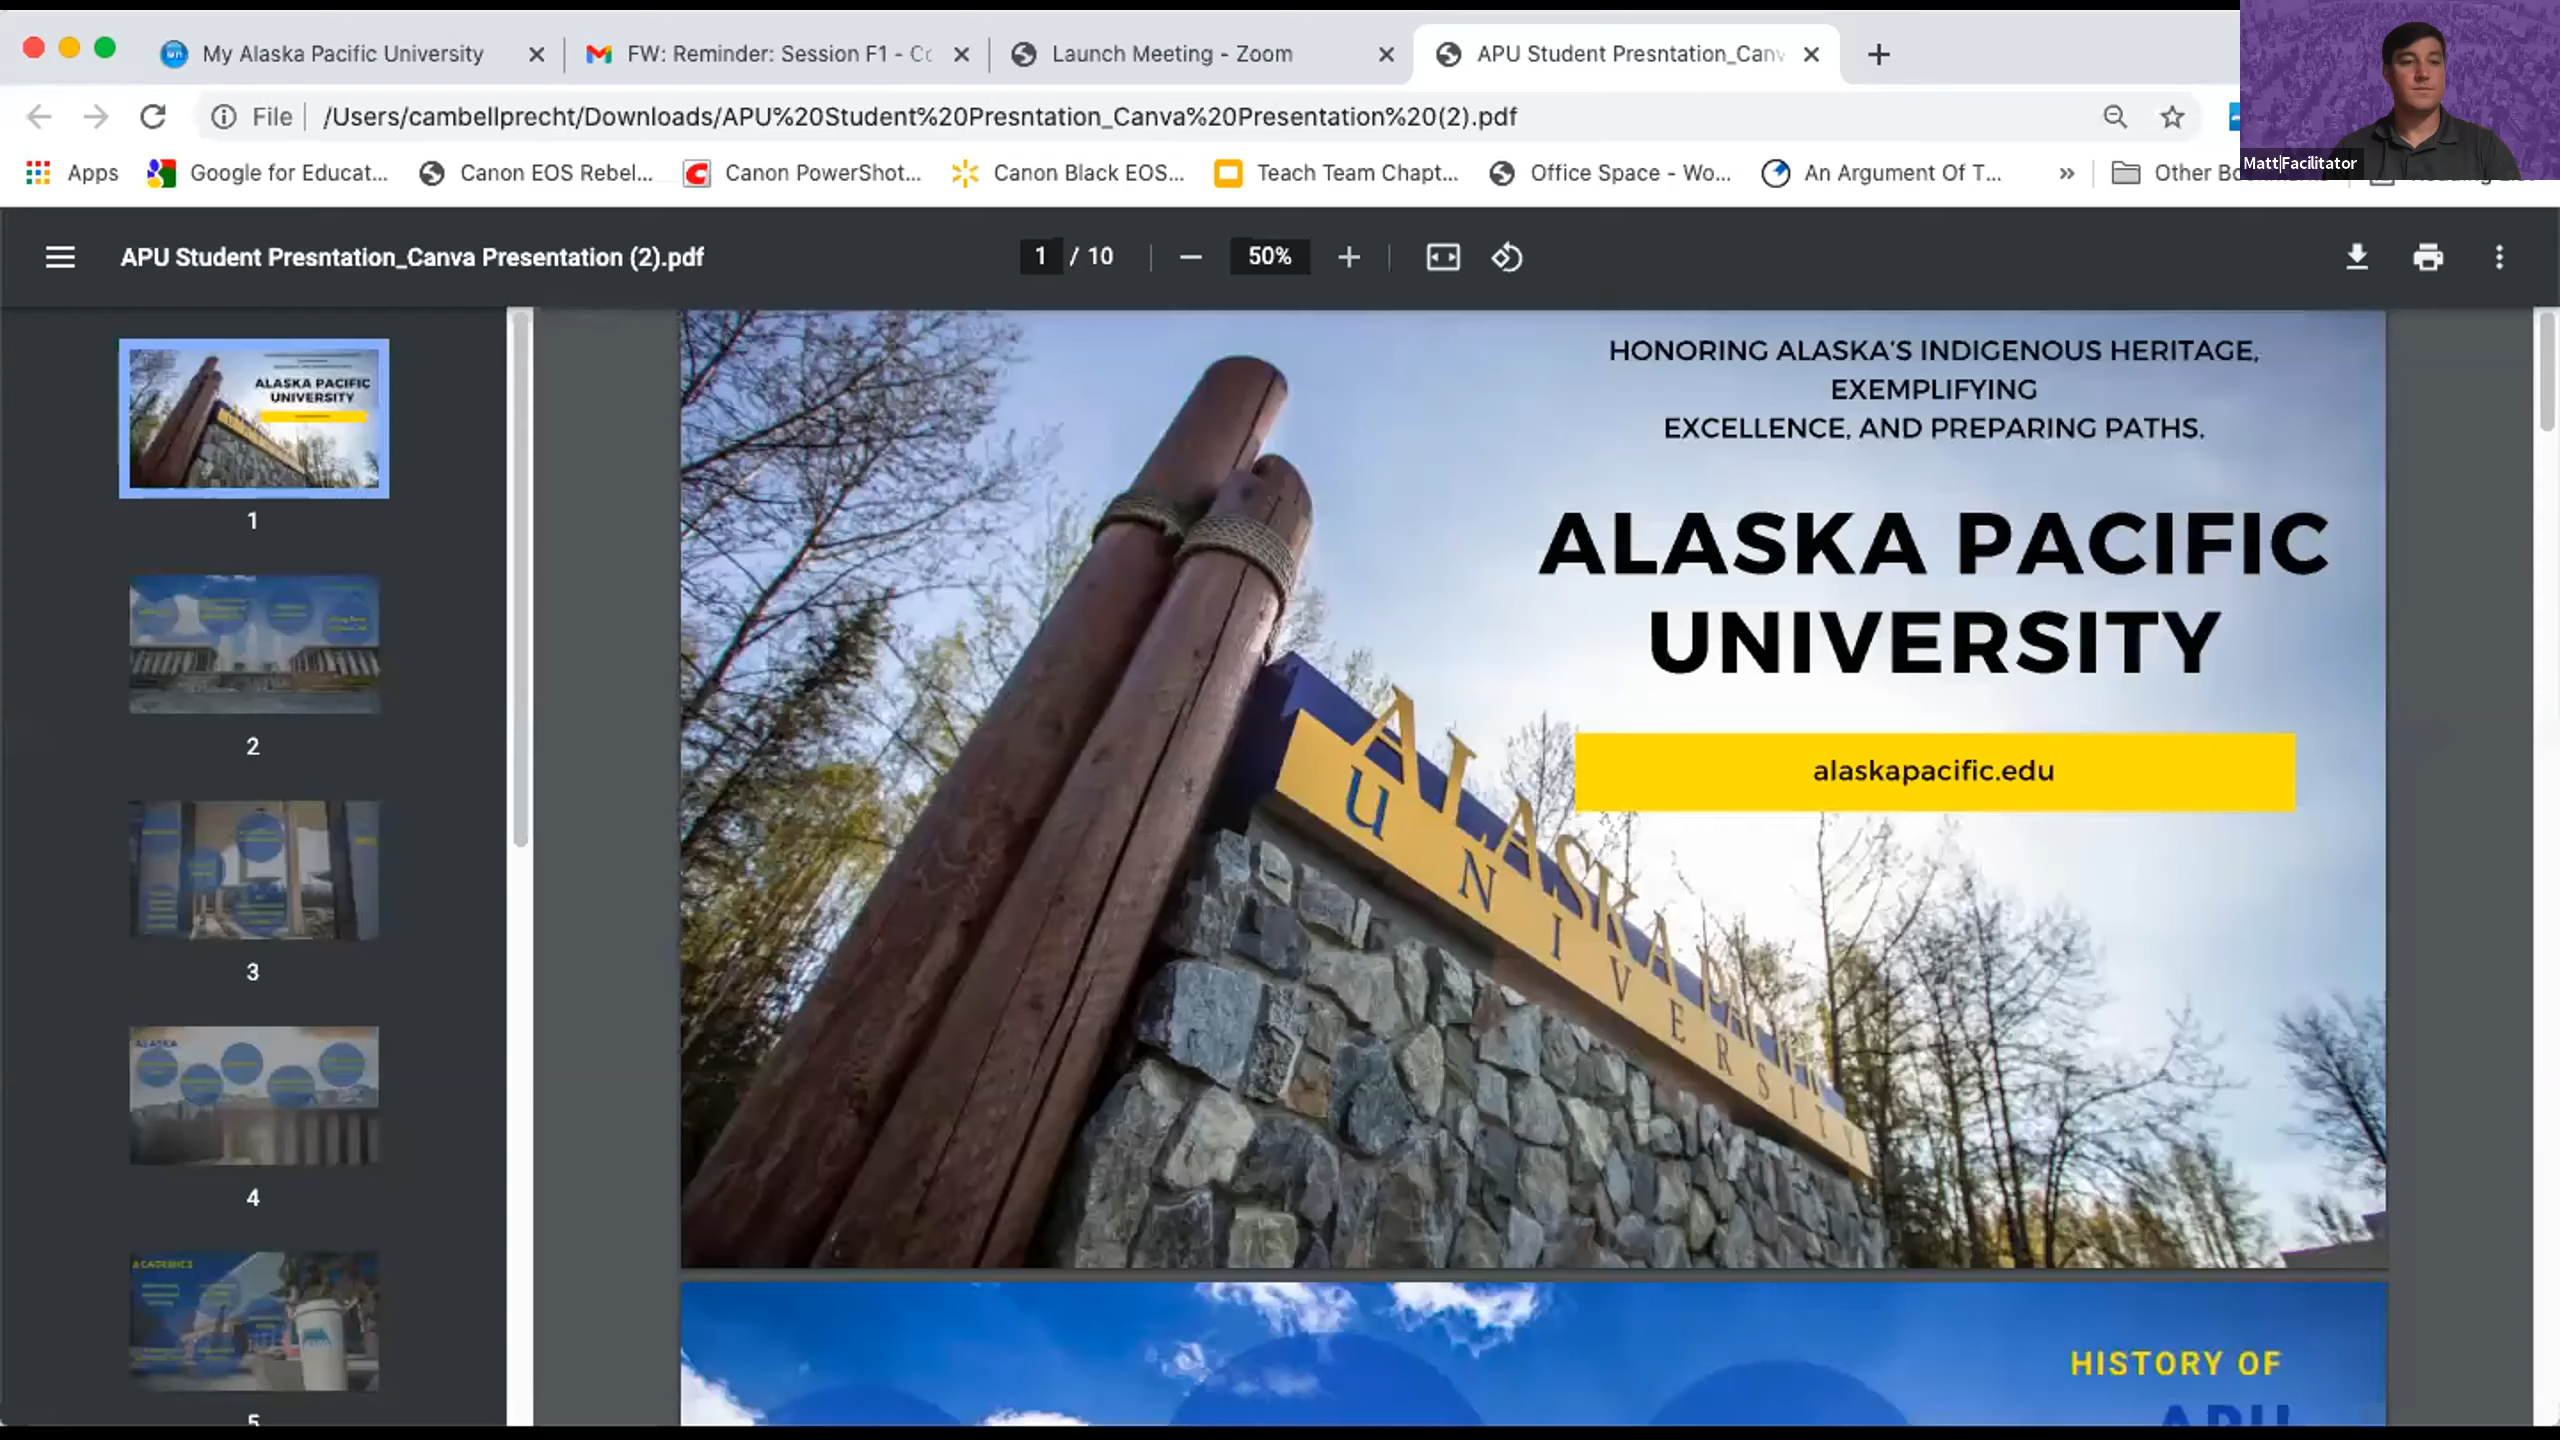 My Alaska Pacific University
FW: Reminder: Session F1 - Cc
Launch Meeting - Zoom
APU Student Presntation_Canv
File
/Users/cambellprecht/Downloads/APU%20Student%20Presntation_Canva%20Presentation%20(2).pdf
Apps
Google for Educat...
Canon EOS Rebel...
Canon PowerShot...
Canon Black EOS...
Teach Team Chapt...
Office Space - Wo...
An Argument Of T...
»
Other
Matt|Facilitator
APU Student Presntation_Canva Presentation (2).pdf
1 / 10
50%
ALASKA PACIFIC
UNIVERSITY
1
2
3
ALASKA
4
ACADEMICS
5
HONORING ALASKA'S INDIGENOUS HERITAGE,
EXEMPLIFYING
EXCELLENCE, AND PREPARING PATHS.
ALASKA PACIFIC
UNIVERSITY
alaskapacific.edu
ALASKA PACIFIC
UNIVERSITY
HISTORY OF
APU